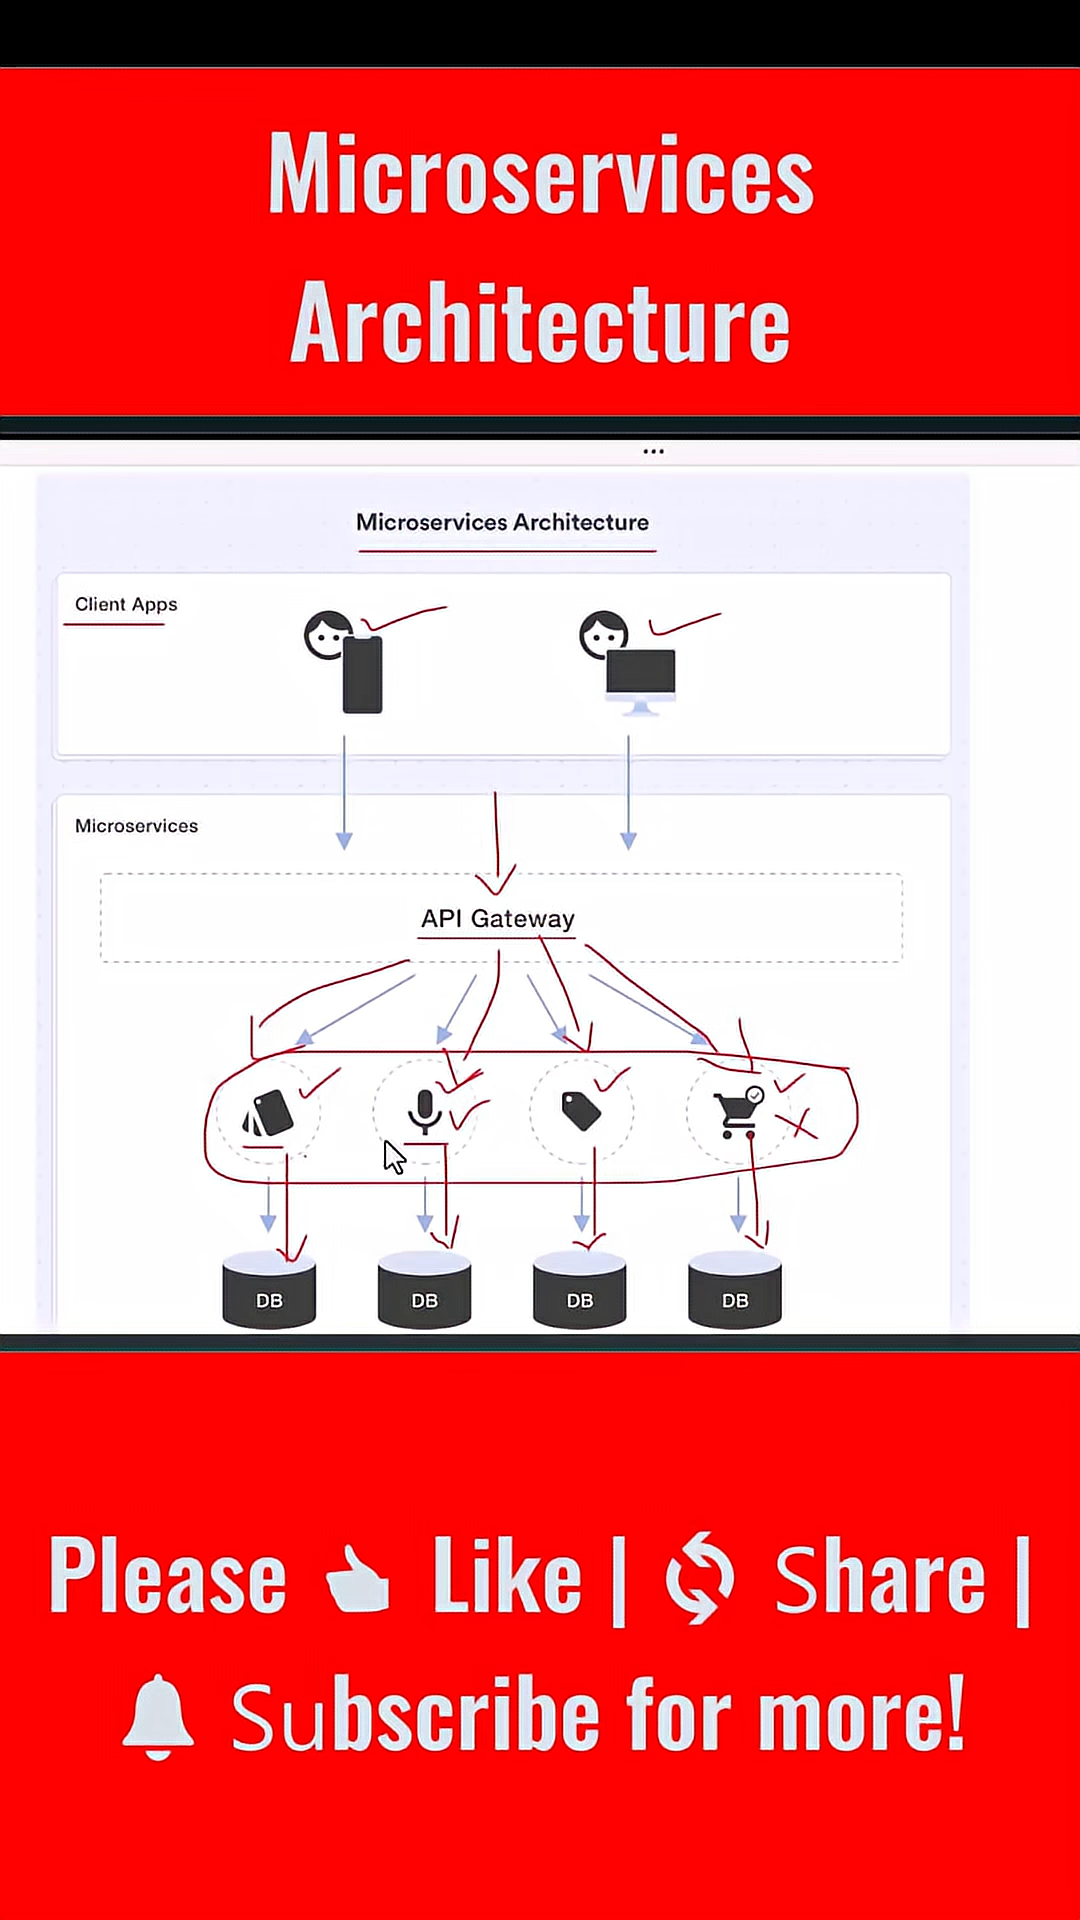 Microservices
Architecture
Microservices Architecture
Client Apps
Microservices
API Gateway
DB DB DB DB
Please 👍 Like | 🔄 Share |
🔔 Subscribe for more!